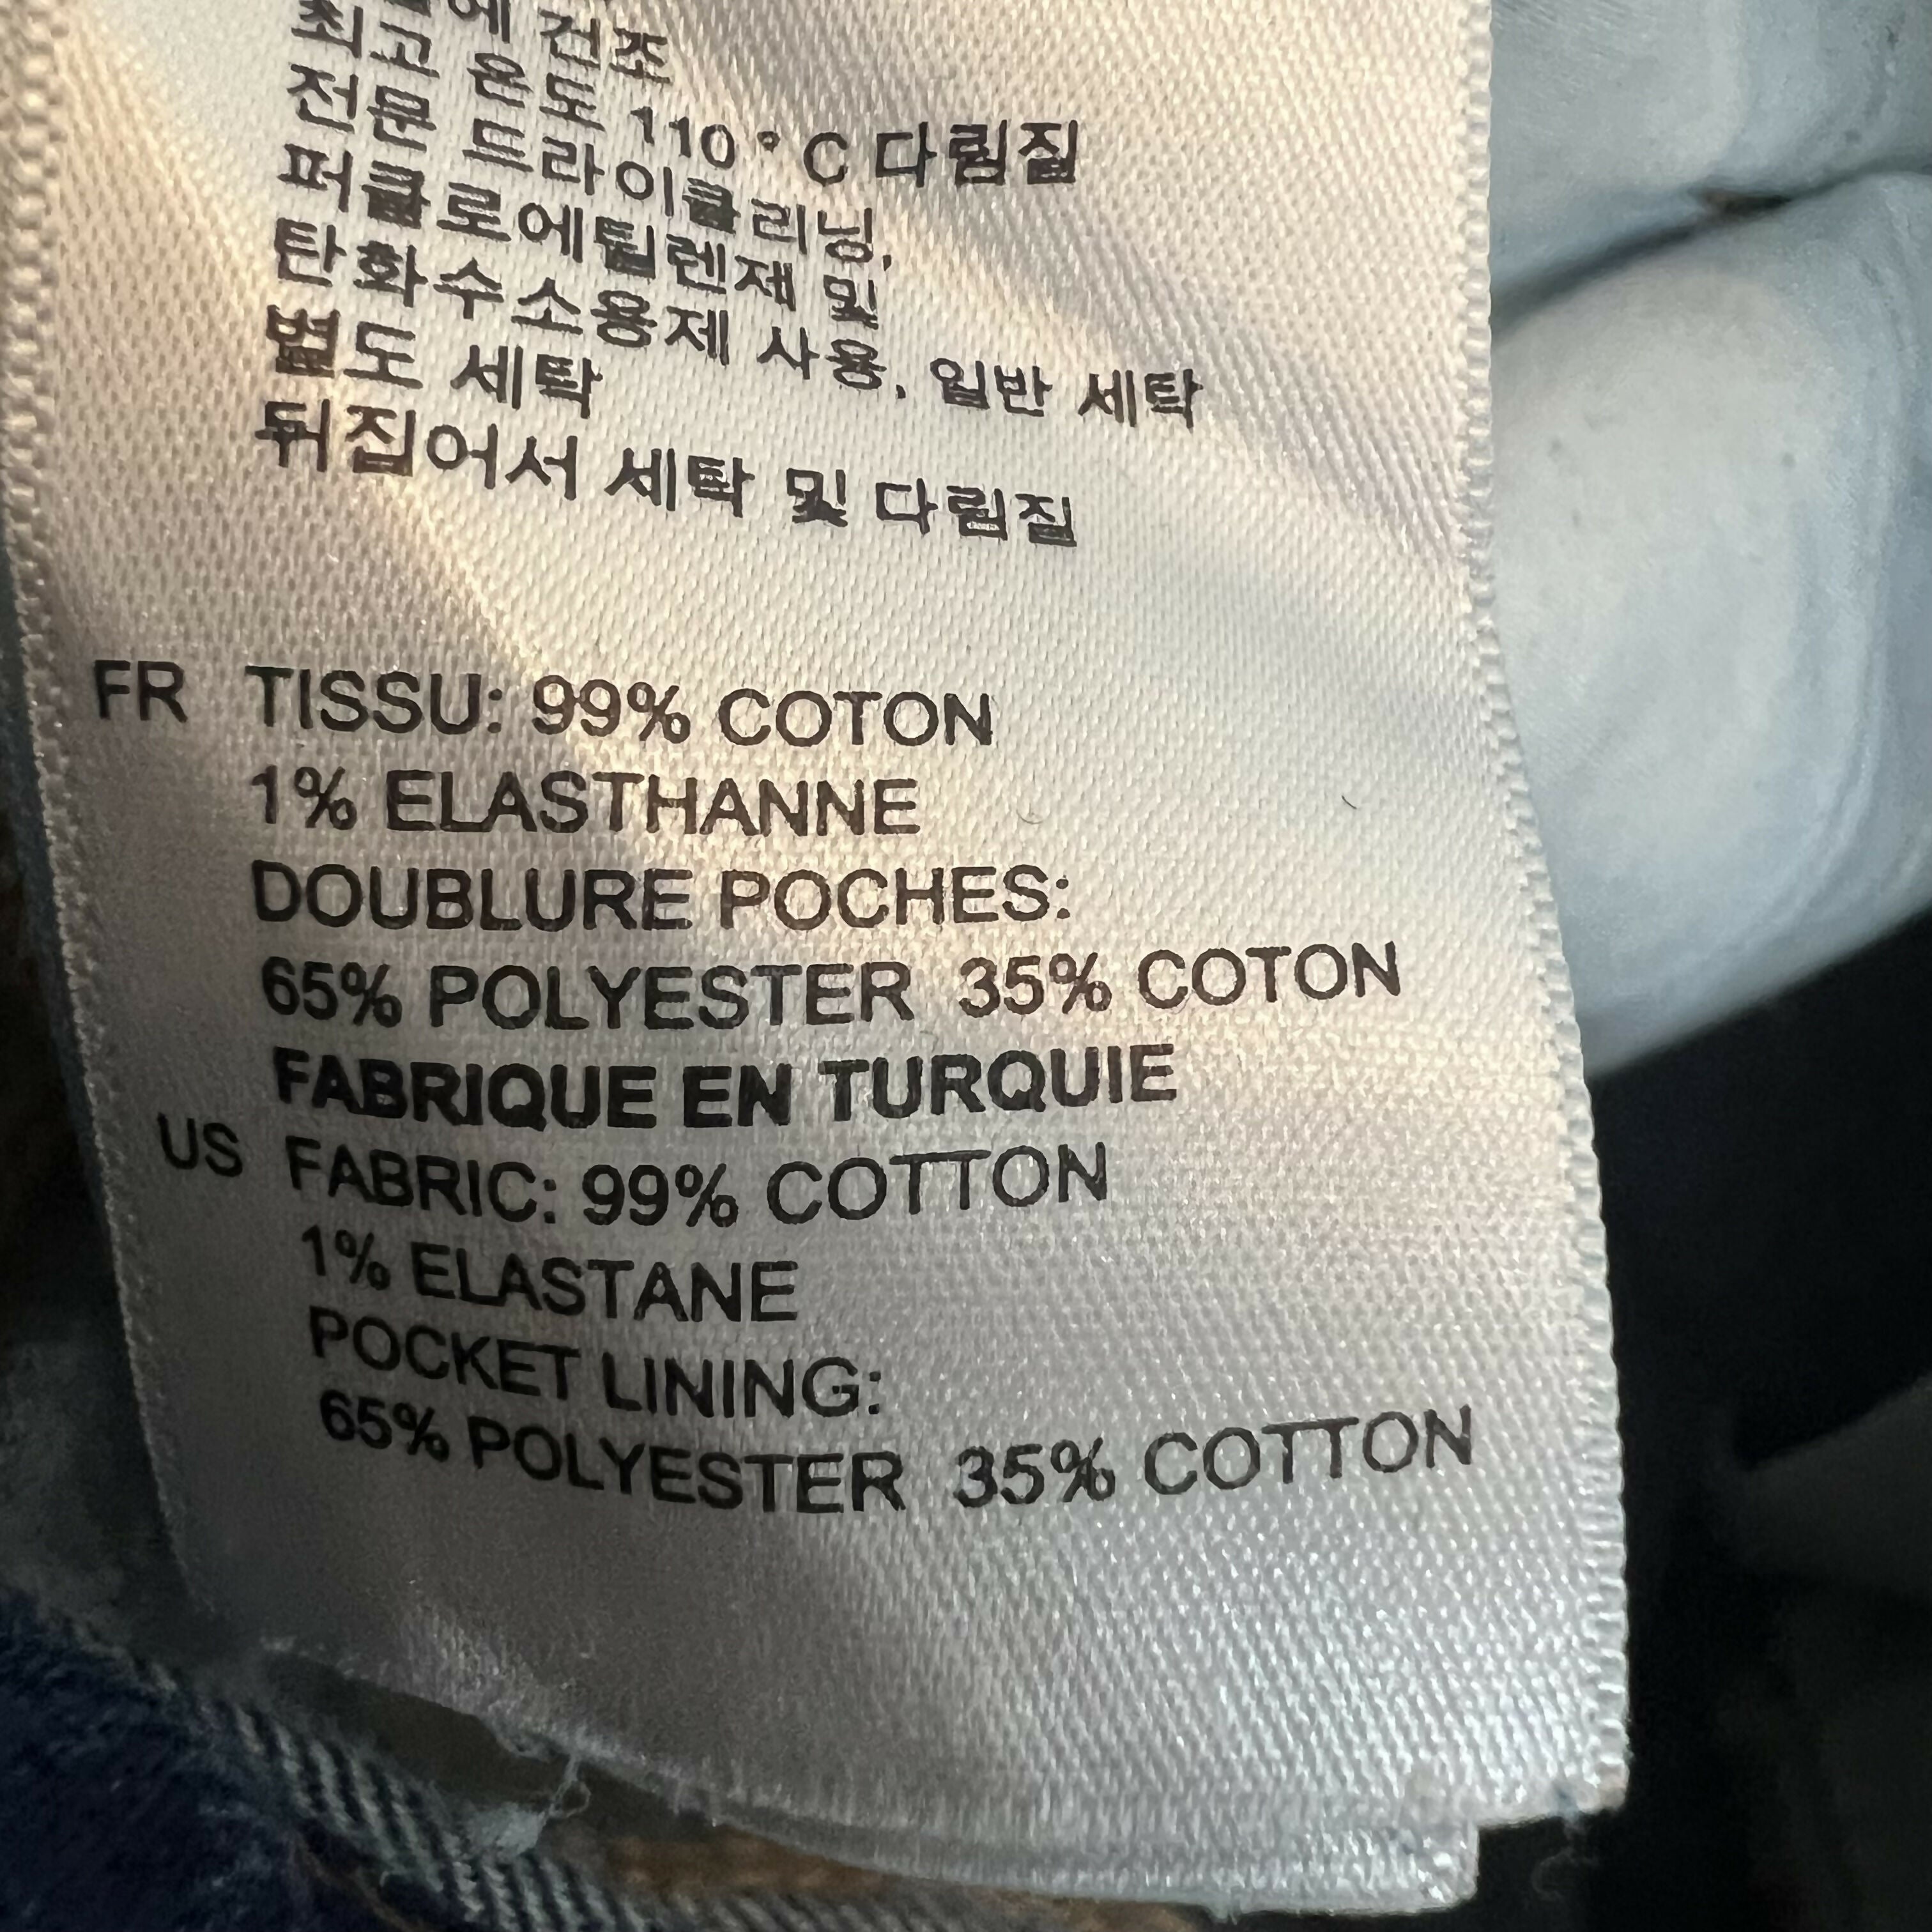 에 건조
최고 온도 110°C 다림질
전문 드라이클리닝,
퍼클로에틸렌제 및
탄화수소용제 사용, 일반 세탁
별도 세탁
뒤집어서 세탁 및 다림질
FR TISSU: 99% COTON
1% ELASTHANNE
DOUBLURE POCHES:
65% POLYESTER 35% COTON
FABRIQUE EN TURQUIE
US FABRIC: 99% COTTON
1% ELASTANE
POCKET LINING:
65% POLYESTER 35% COTTON